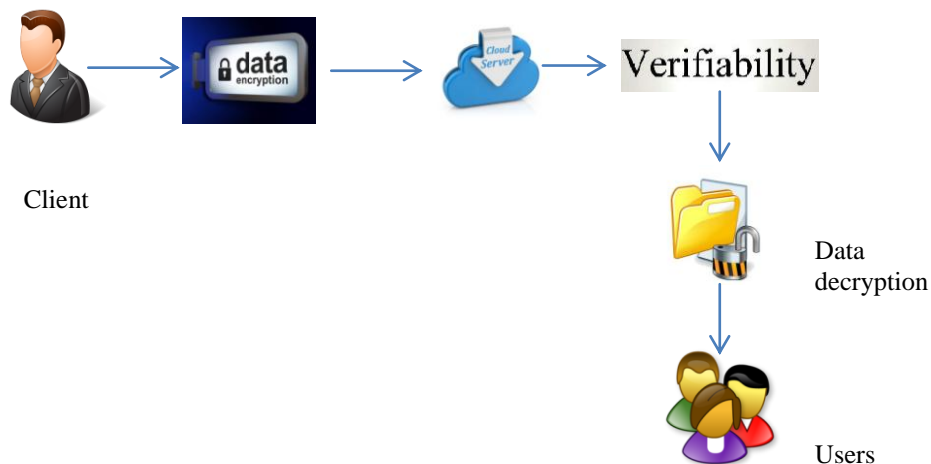 data
encryption
Cloud
Server
Verifiability
Client
Data
decryption
Users